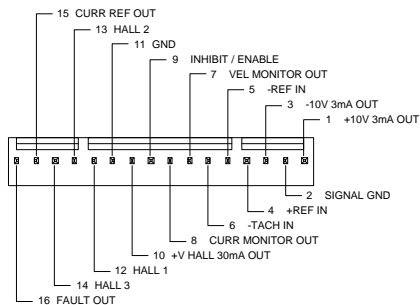 15 CURR REF OUT
13 HALL 2
11 GND
9 INHIBIT / ENABLE
7 VEL MONITOR OUT
5 -REF IN
3 -10V 3mA OUT
1 +10V 3mA OUT
2 SIGNAL GND
4 +REF IN
6 -TACH IN
8 CURR MONITOR OUT
10 +V HALL 30mA OUT
12 HALL 1
14 HALL 3
16 FAULT OUT